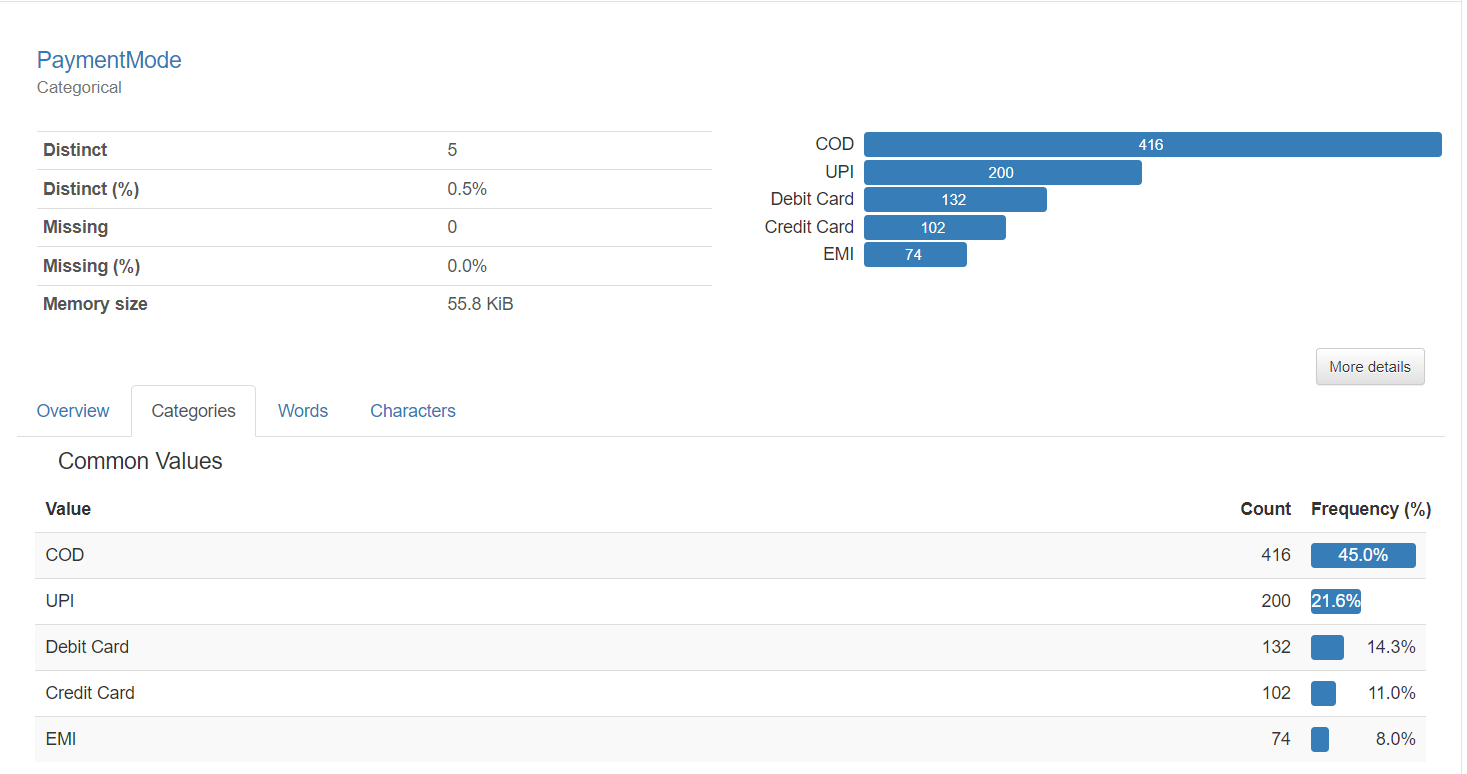 PaymentMode
Categorical
Distinct 5
Distinct (%) 0.5%
Missing 0
Missing (%) 0.0%
Memory size 55.8 KiB
COD 416
UPI 200
Debit Card 132
Credit Card 102
EMI 74
More details
Overview Categories Words Characters
Common Values
Value Count Frequency (%)
COD 416 45.0%
UPI 200 21.6%
Debit Card 132 14.3%
Credit Card 102 11.0%
EMI 74 8.0%